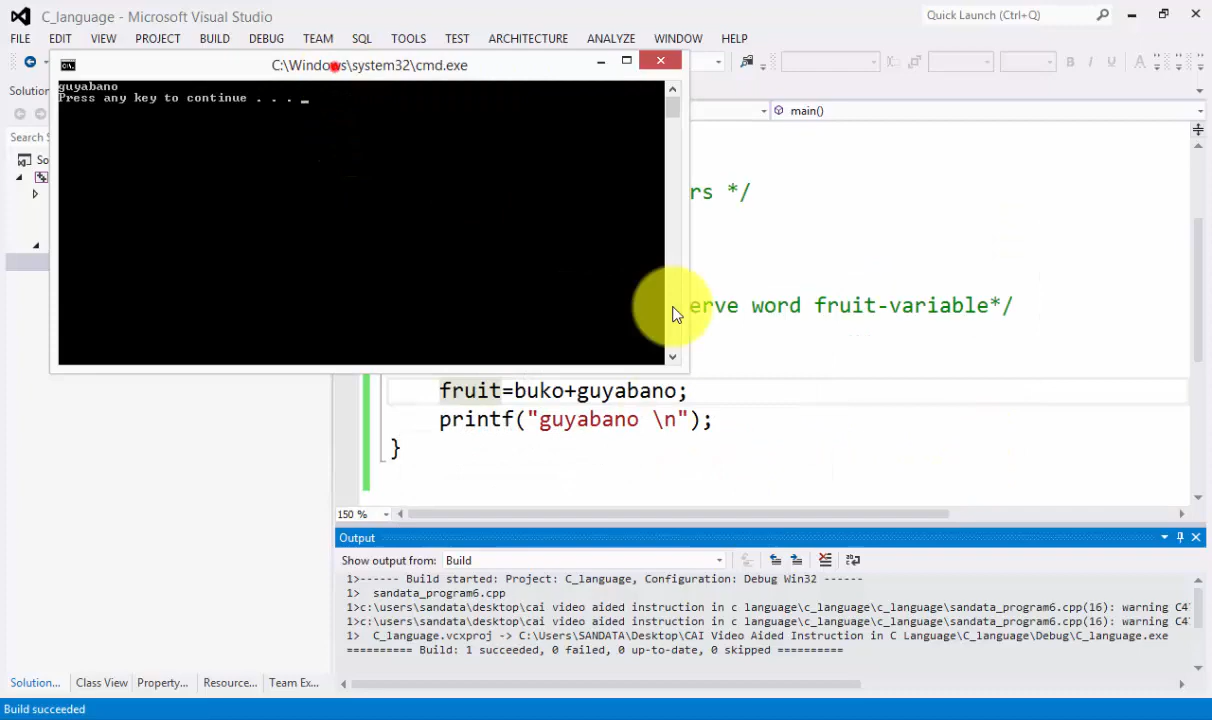 C_language - Microsoft Visual Studio
Quick Launch (Ctrl+Q)
FILE EDIT VIEW PROJECT BUILD DEBUG TEAM SQL TOOLS TEST ARCHITECTURE ANALYZE WINDOW HELP
C:\Windows\system32\cmd.exe
guyabano
Press any key to continue . . . _
Solution
Search S
So
main()
rs */
erve word fruit-variable*/
fruit=buko+guyabano;
printf("guyabano \n");
}
150 %
Output
Show output from: Build
1>------ Build started: Project: C_language, Configuration: Debug Win32 ------
1> sandata_program6.cpp
1>c:\users\sandata\desktop\cai video aided instruction in c language\c_language\c_language\sandata_program6.cpp(16): warning C47
1>c:\users\sandata\desktop\cai video aided instruction in c language\c_language\c_language\sandata_program6.cpp(16): warning C47
1> C_language.vcxproj -> C:\Users\SANDATA\Desktop\CAI Video Aided Instruction in C Language\C_language\Debug\C_language.exe
========== Build: 1 succeeded, 0 failed, 0 up-to-date, 0 skipped ==========
Solution... Class View Property... Resource... Team Ex...
Build succeeded